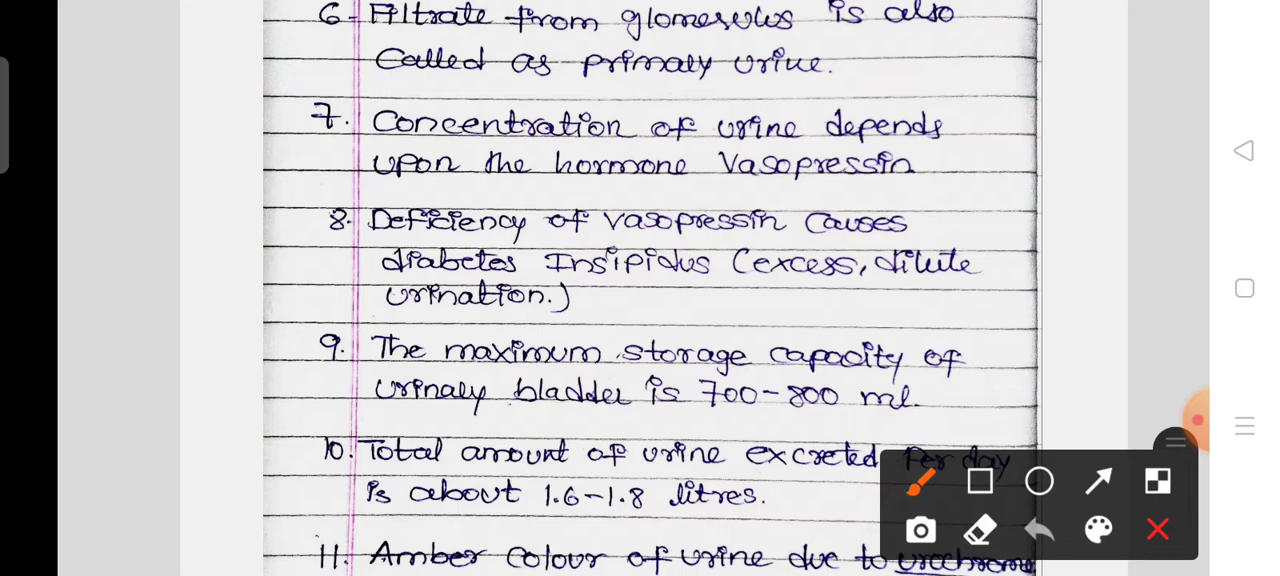 6- Filtrate from glomerulus is also
Called as primary urine.
7. Concentration of urine depends
upon the hormone Vasopressin
8. Deficiency of Vasopressin Causes
diabetes Insipidus (excess, dilute
urination.)
9. The maximum storage capacity of
urinary bladder is 700-800 ml.
10. Total amount of urine excreted Per day
is about 1.6-1.8 litres.
11. Amber Colour of urine due to urochrome